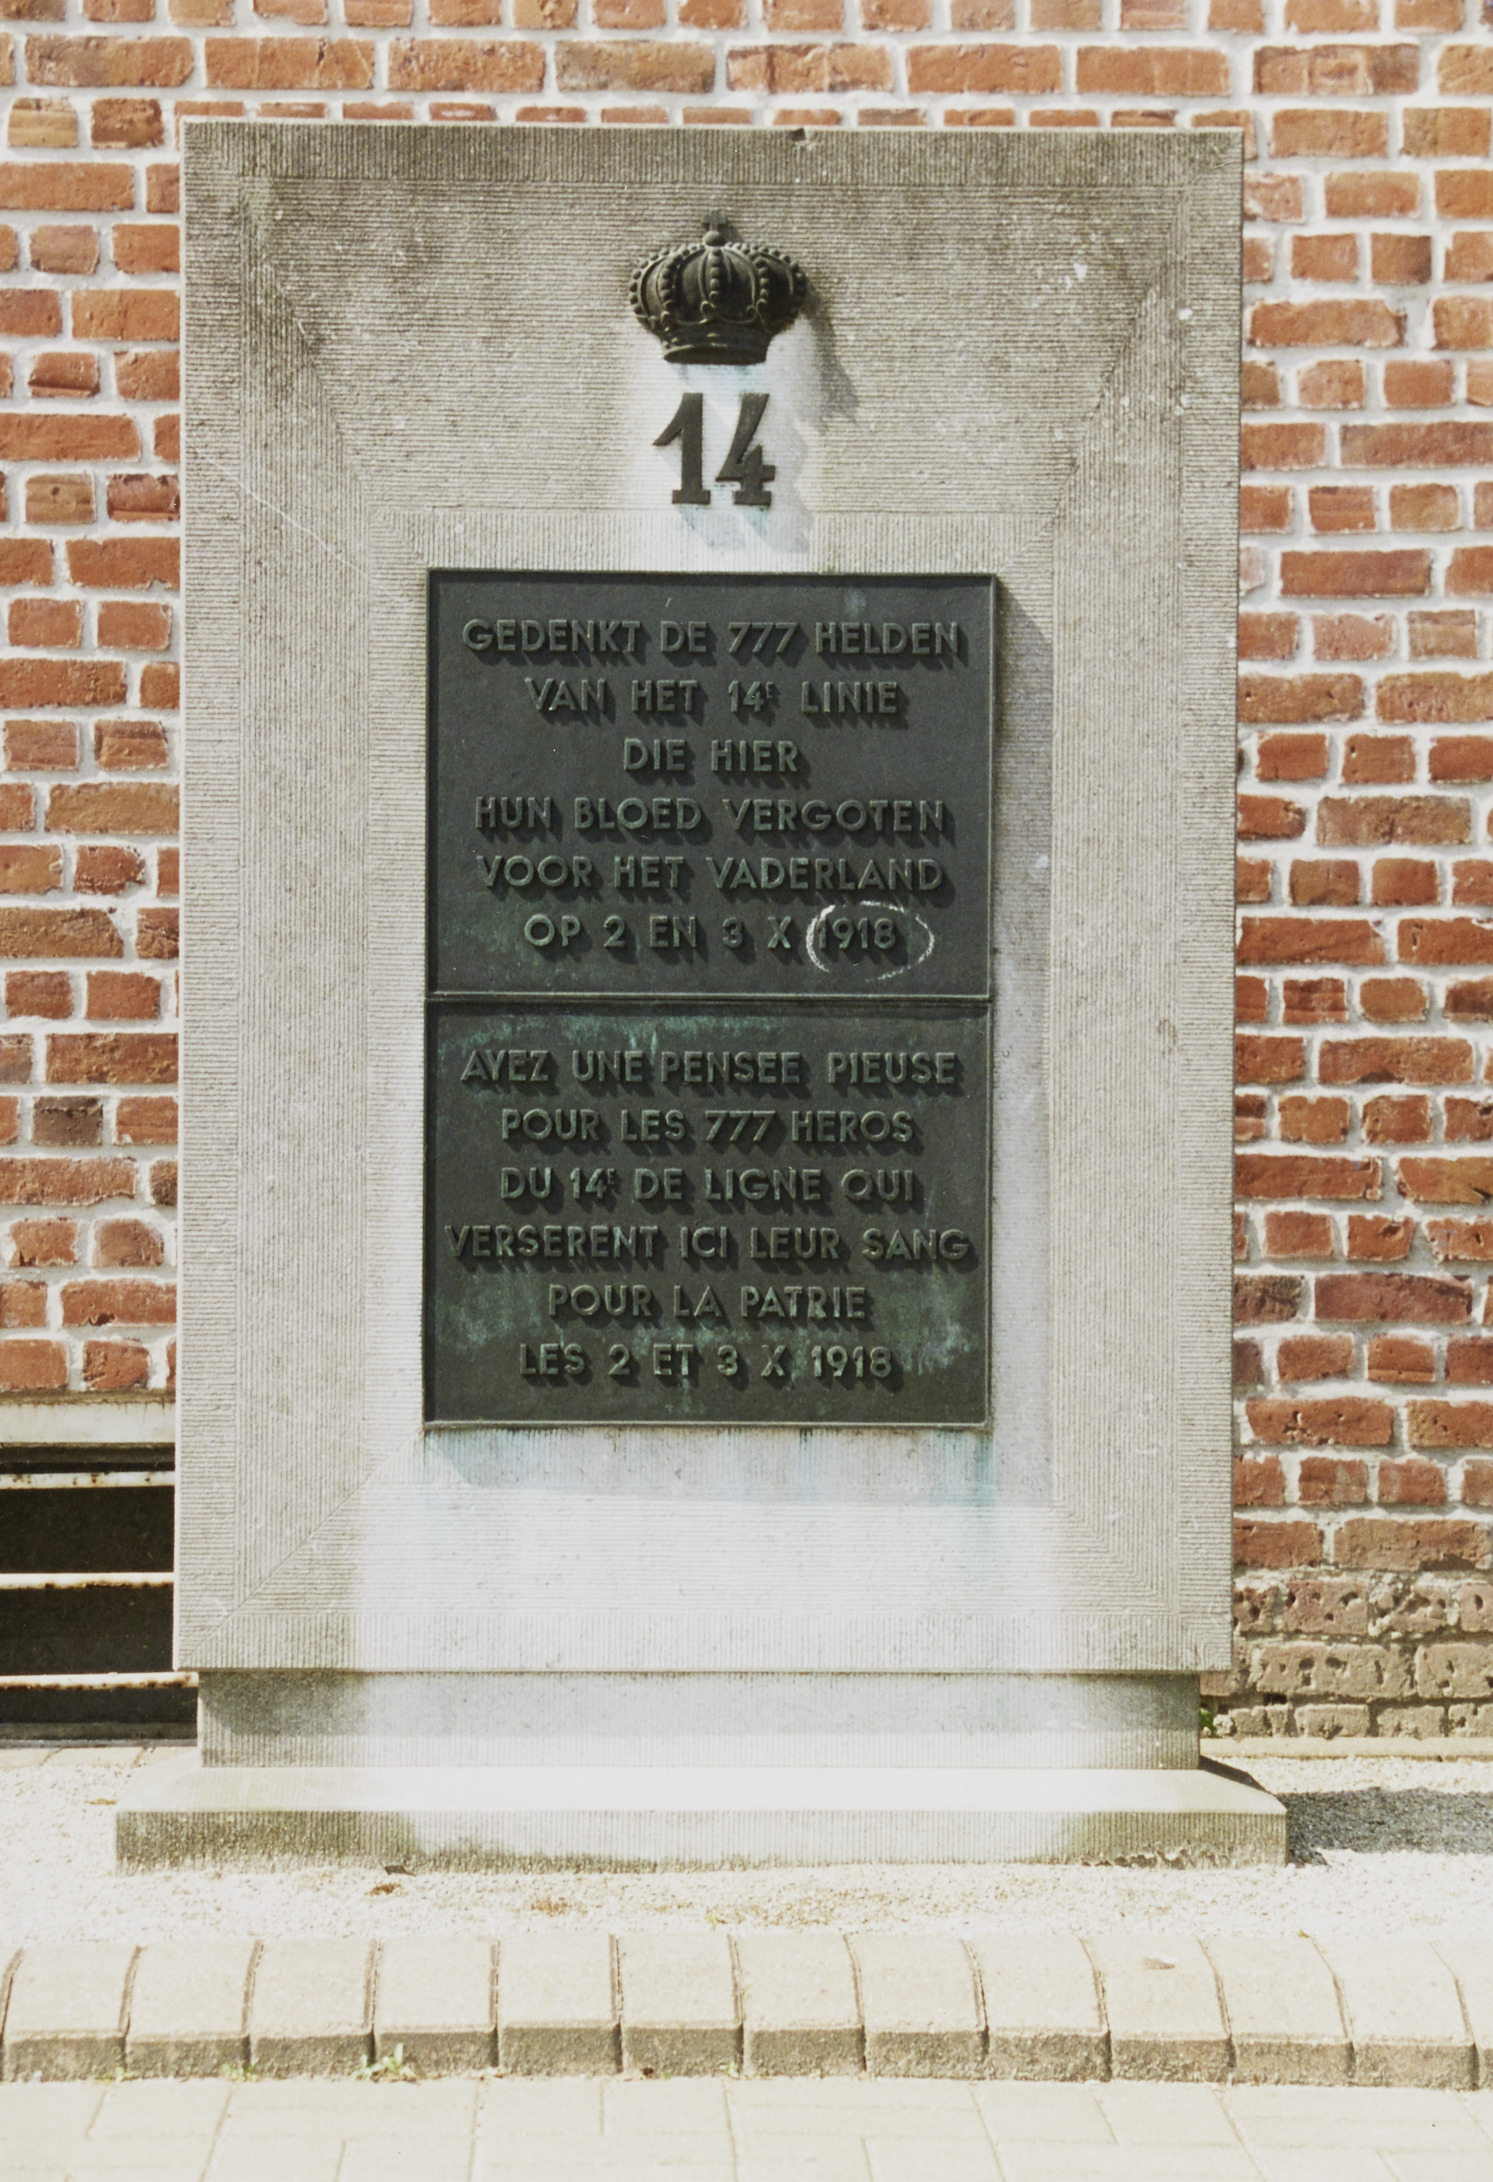 14
GEDENKT DE 777 HELDEN
VAN HET 14E LINIE
DIE HIER
HUN BLOED VERGOTEN
VOOR HET VADERLAND
OP 2 EN 3 X 1918
AYEZ UNE PENSEE PIEUSE
POUR LES 777 HEROS
DU 14E DE LIGNE QUI
VERSERENT ICI LEUR SANG
POUR LA PATRIE
LES 2 ET 3 X 1918